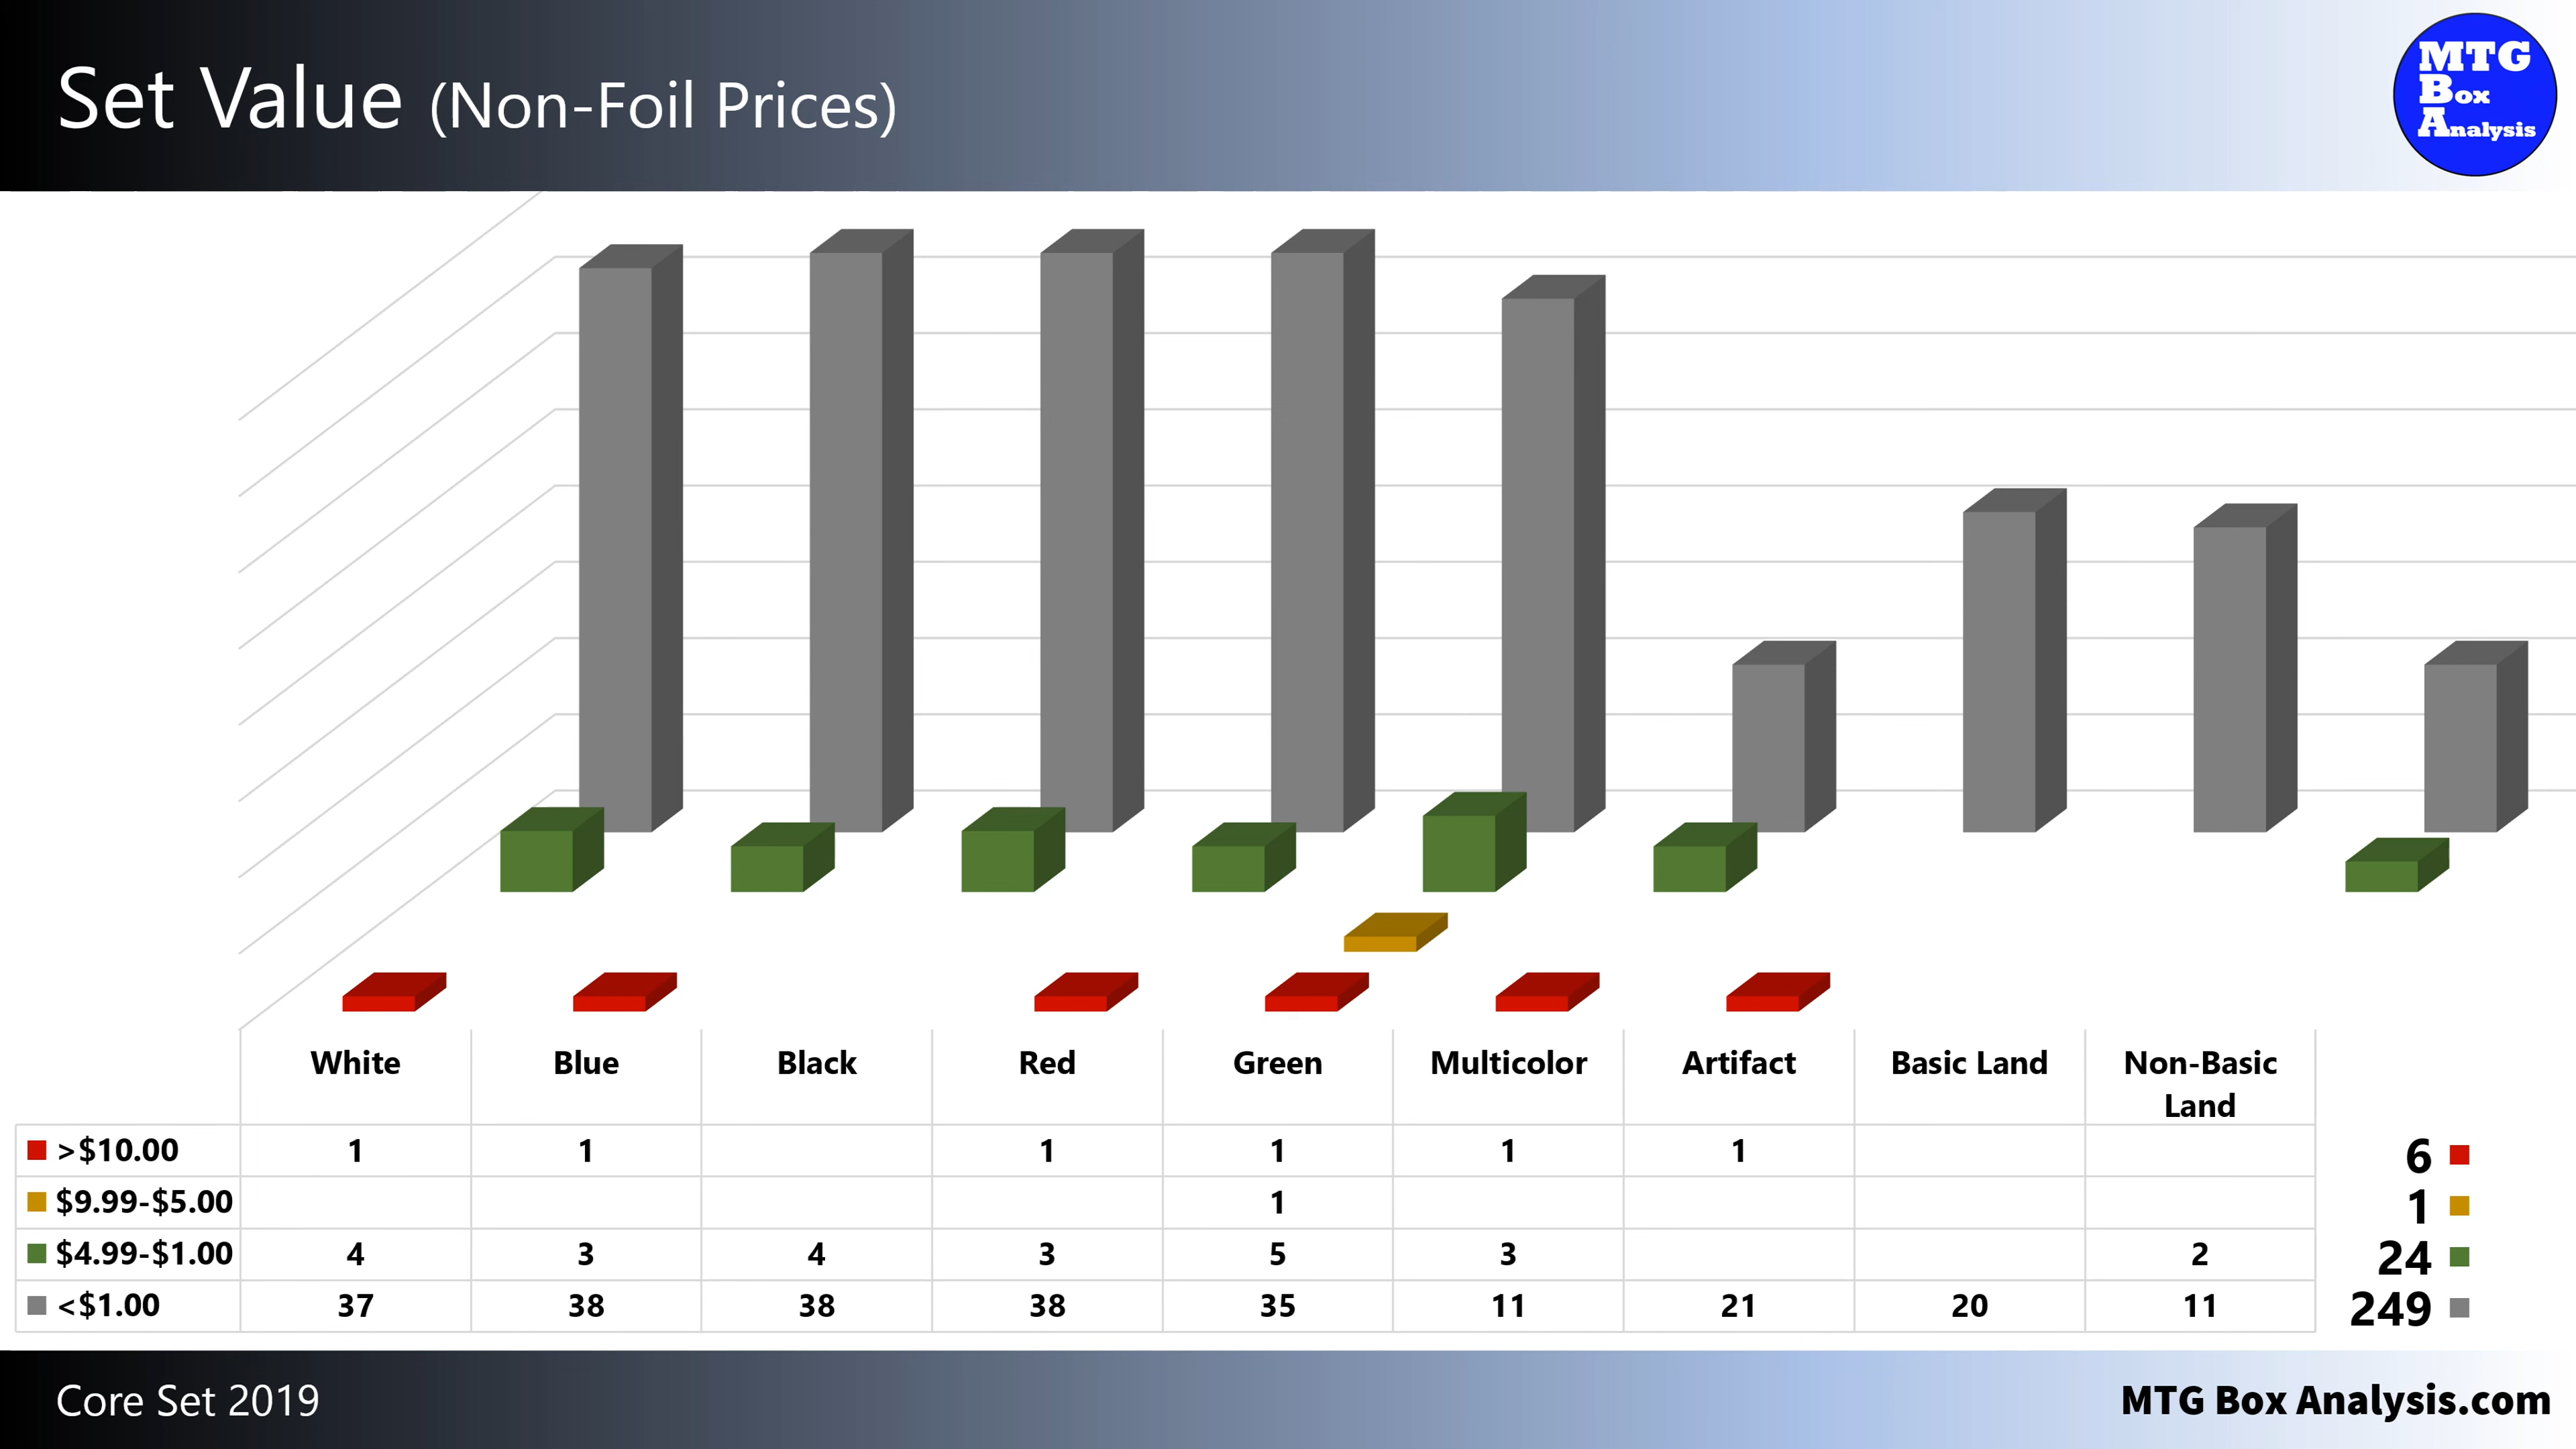 Set Value (Non-Foil Prices)
MTG
Box
Analysis
White Blue Black Red Green Multicolor Artifact Basic Land Non-Basic
Land
>$10.00 1 1 1 1 1 1 6
$9.99-$5.00 1 1
$4.99-$1.00 4 3 4 3 5 3 2 24
<$1.00 37 38 38 38 35 11 21 20 11 249
Core Set 2019 MTG Box Analysis.com